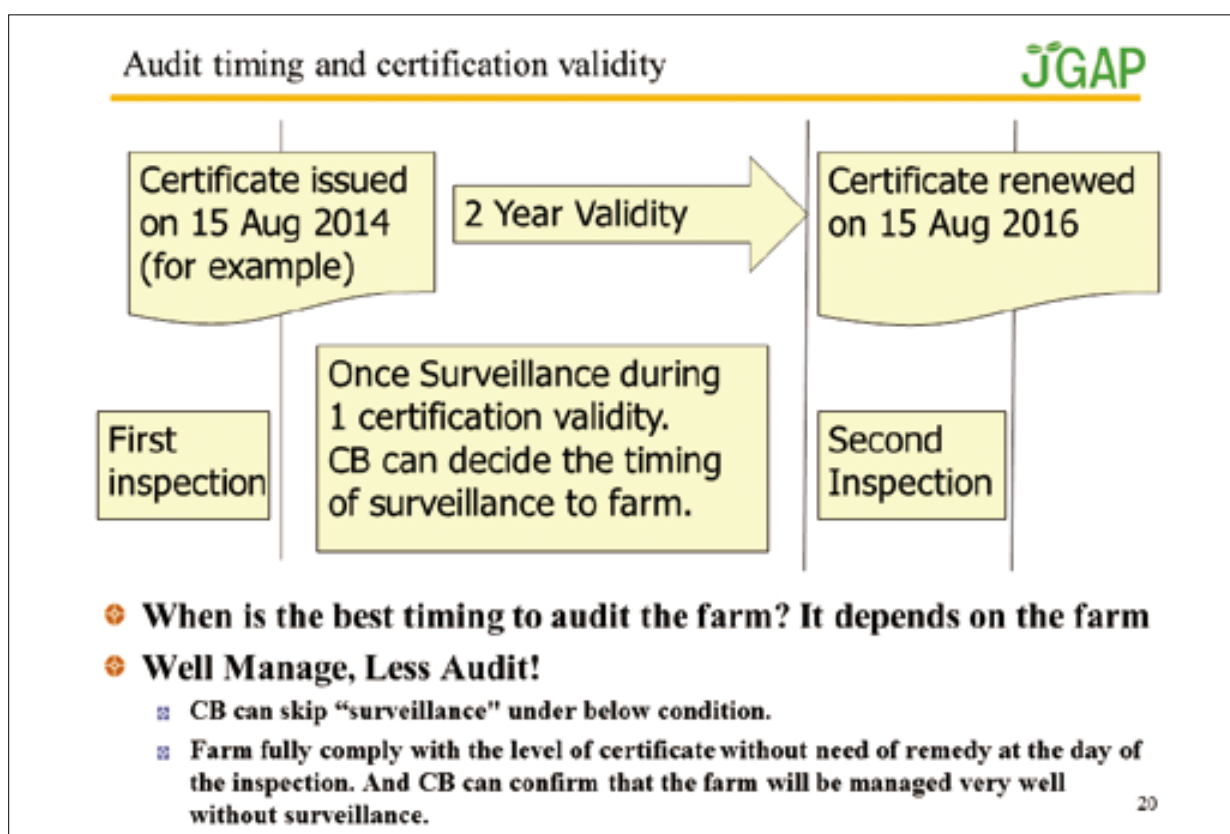 Audit timing and certification validity
JGAP
Certificate issued
on 15 Aug 2014
(for example)
2 Year Validity
Certificate renewed
on 15 Aug 2016
First
inspection
Once Surveillance during
1 certification validity.
CB can decide the timing
of surveillance to farm.
Second
Inspection
When is the best timing to audit the farm? It depends on the farm
Well Manage, Less Audit!
CB can skip “surveillance" under below condition.
Farm fully comply with the level of certificate without need of remedy at the day of
the inspection. And CB can confirm that the farm will be managed very well
without surveillance.
20